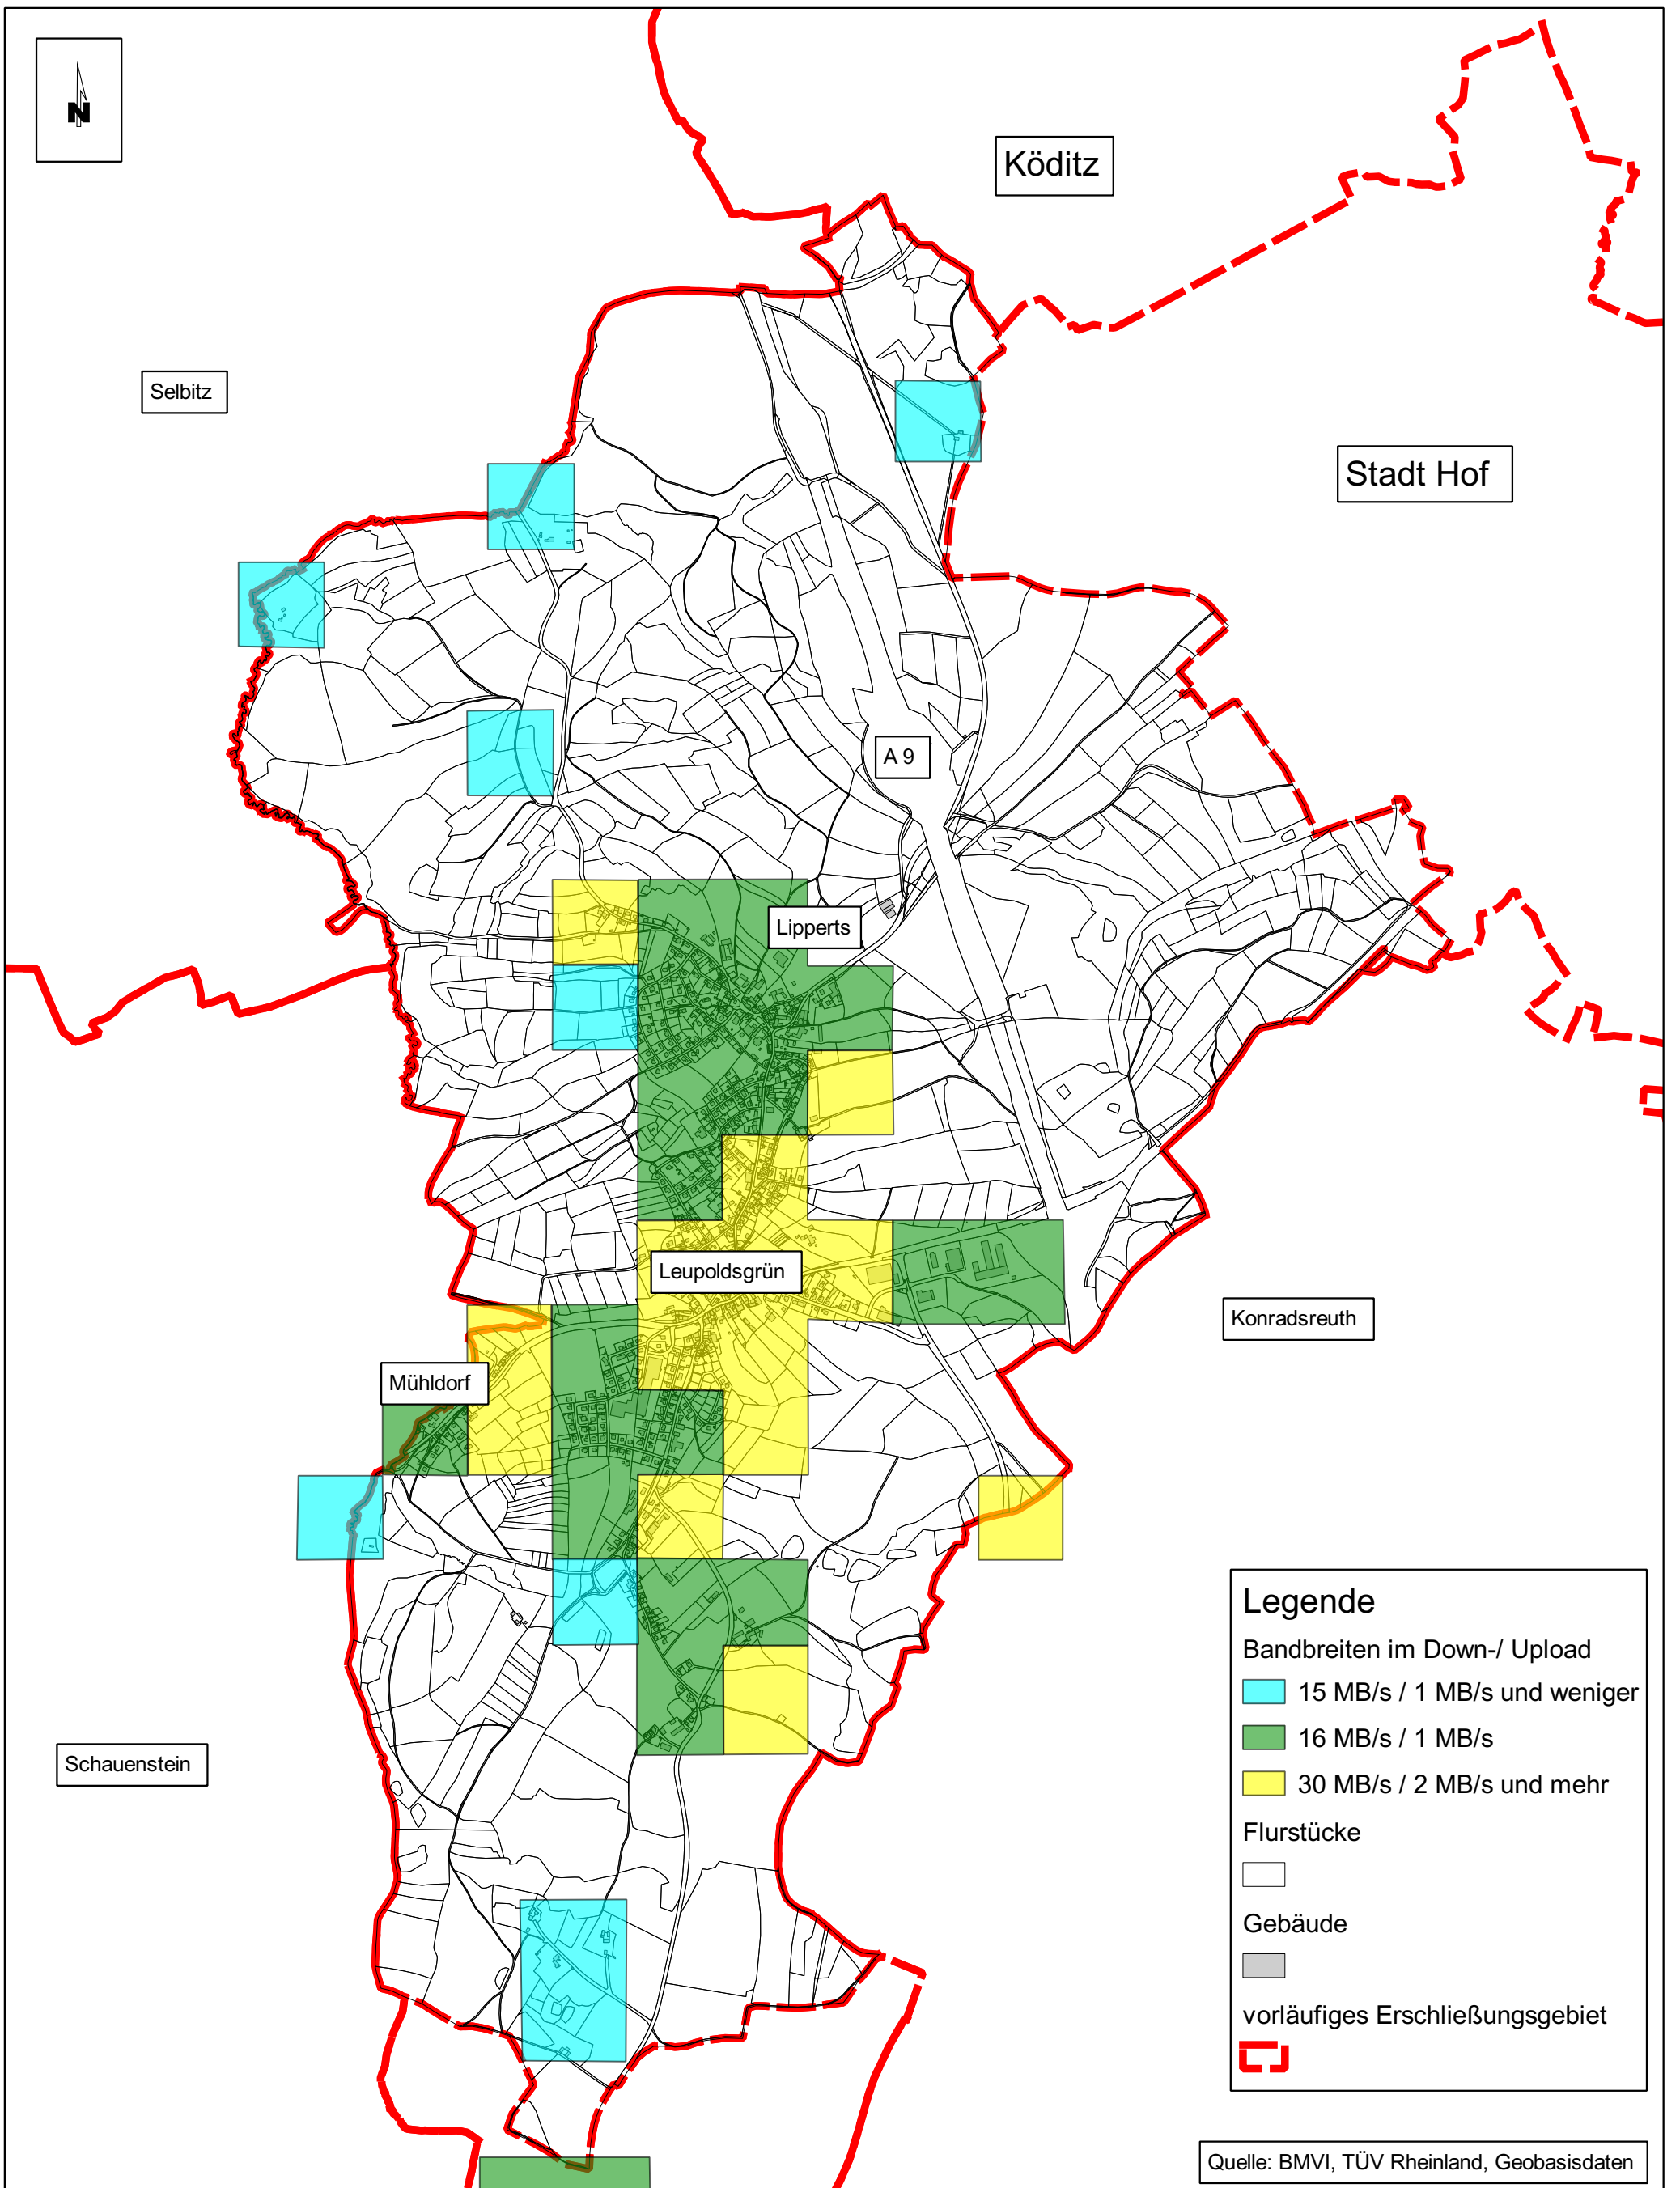 N
Köditz
Selbitz
Stadt Hof
A 9
Lipperts
Leupoldsgrün
Konradsreuth
Mühldorf
Schauenstein
Legende
Bandbreiten im Down-/ Upload
15 MB/s / 1 MB/s und weniger
16 MB/s / 1 MB/s
30 MB/s / 2 MB/s und mehr
Flurstücke
Gebäude
vorläufiges Erschließungsgebiet
Quelle: BMVI, TÜV Rheinland, Geobasisdaten